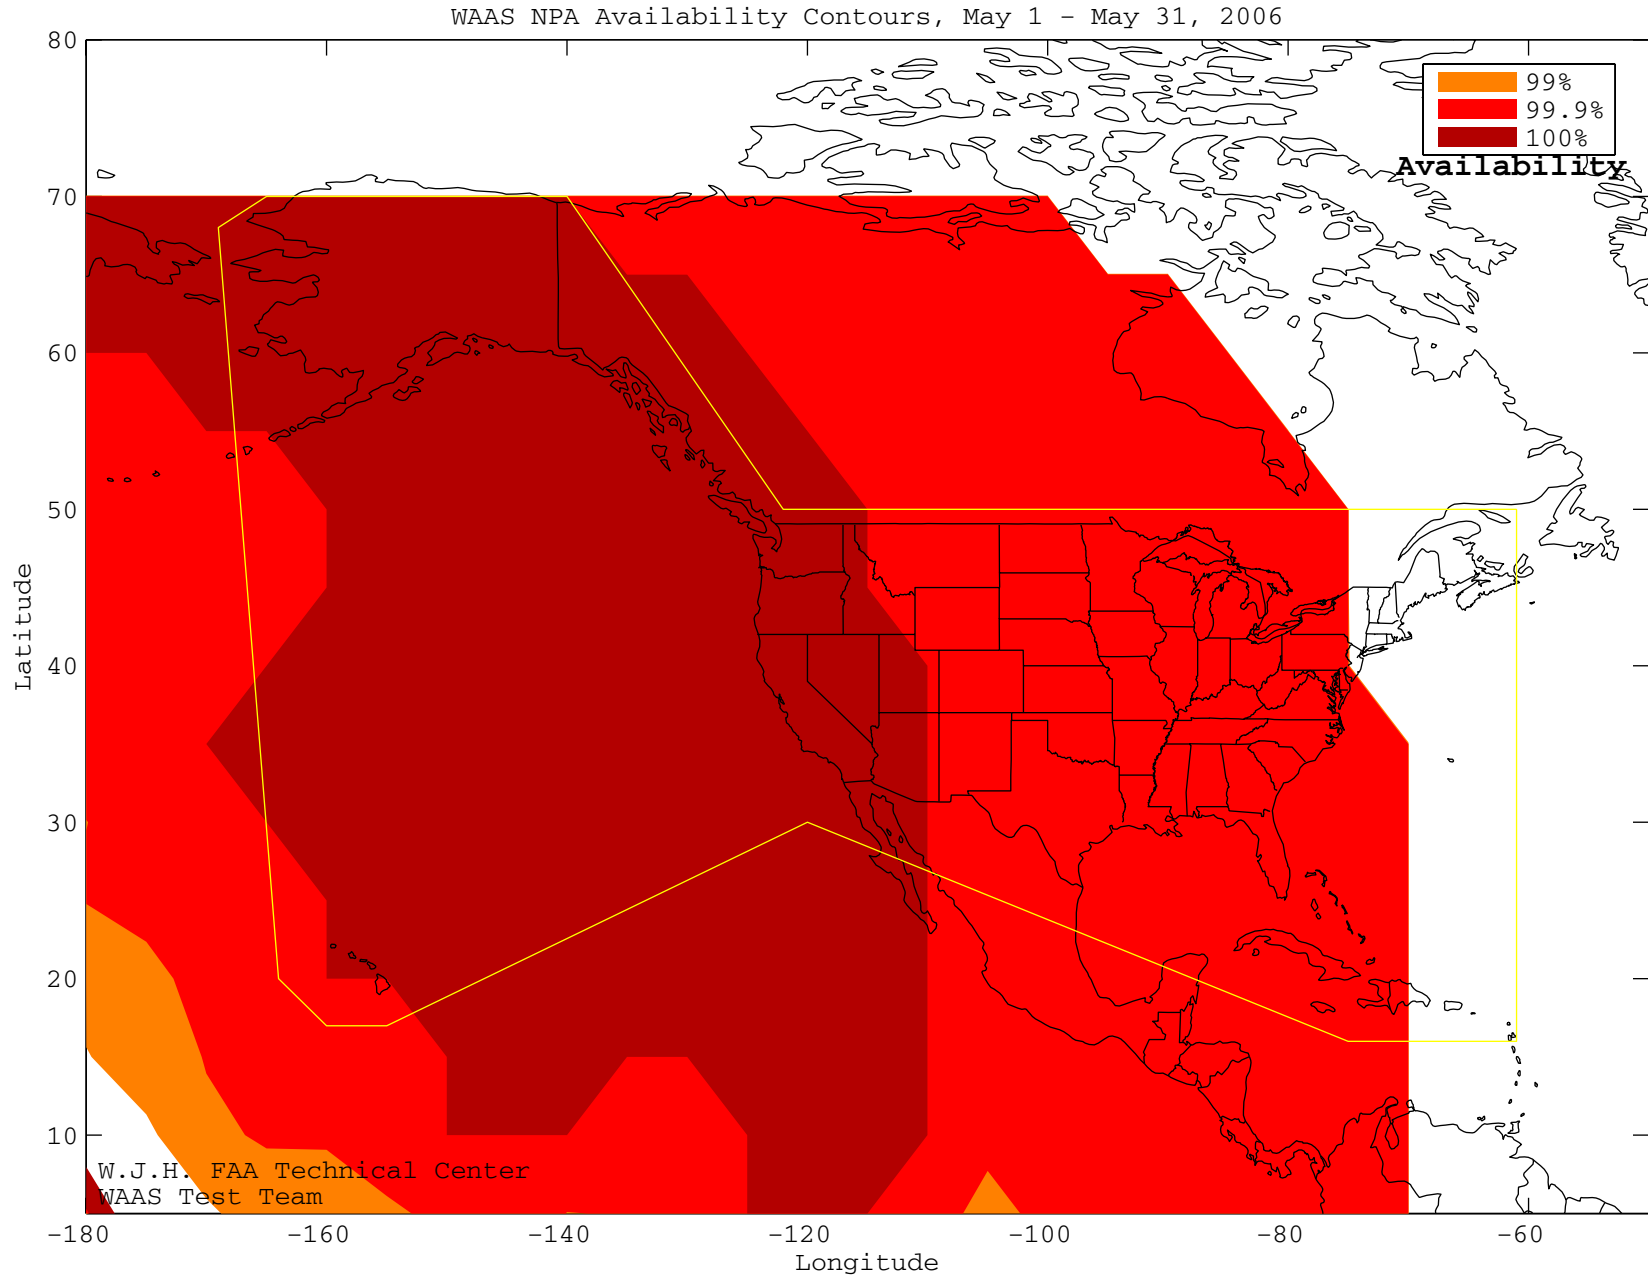 WAAS NPA Availability Contours, May 1 - May 31, 2006
80
70
60
50
40
30
20
10
Latitude
99%
99.9%
100%
Availability
W.J.H. FAA Technical Center
WAAS Test Team
-180 -160 -140 -120 -100 -80 -60
Longitude